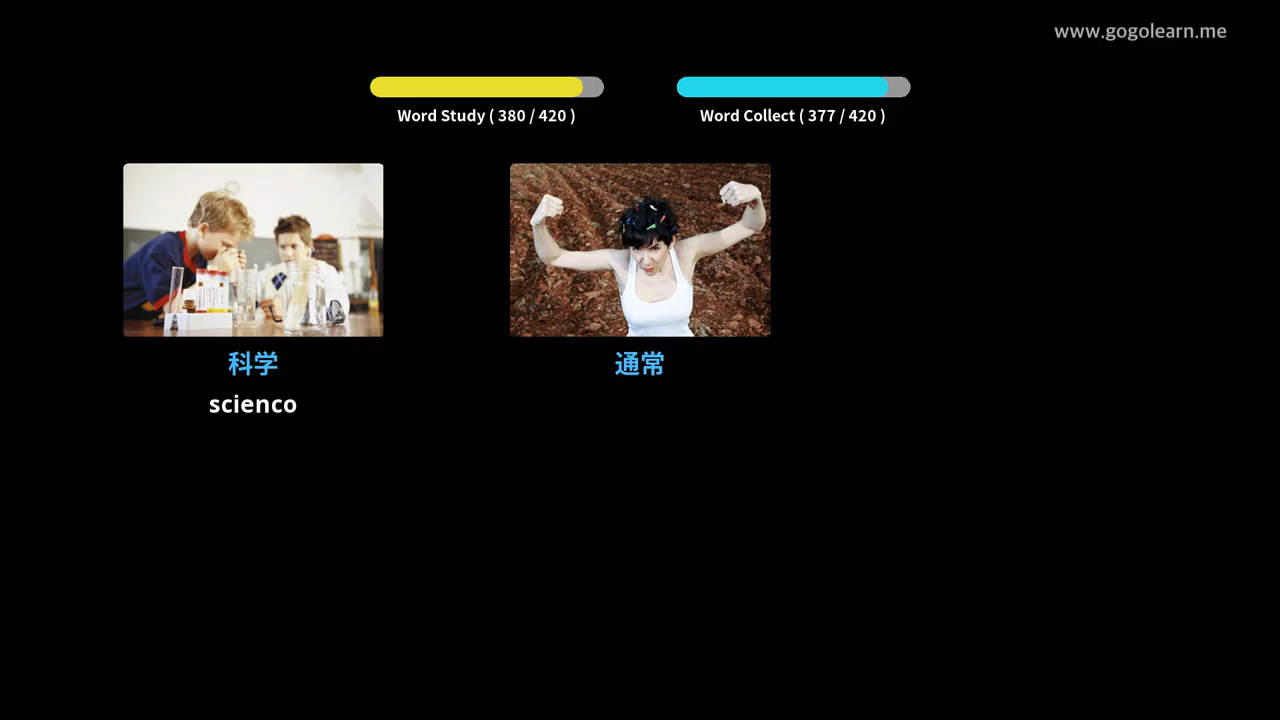 www.gogolearn.me
Word Study ( 380 / 420 )
Word Collect ( 377 / 420 )
科学
通常
scienco